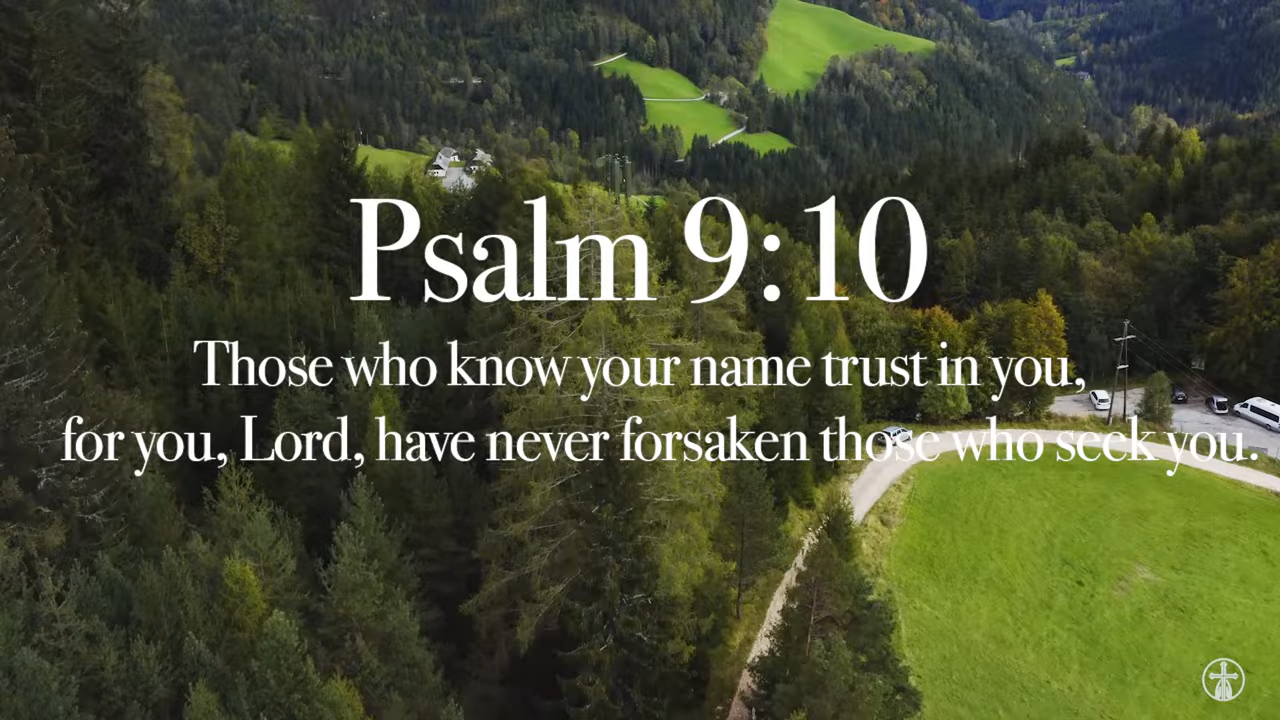 Psalm 9:10
Those who know your name trust in you,
for you, Lord, have never forsaken those who seek you.